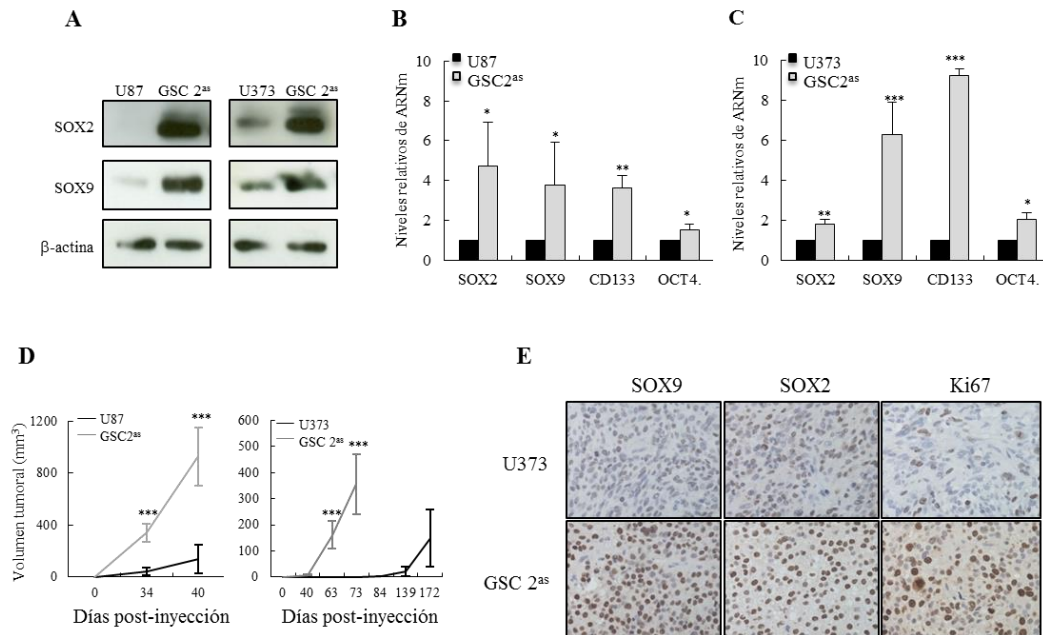 A
U87 GSC 2as U373 GSC 2as
SOX2
SOX9
β-actina
B
U87
GSC2as
Niveles relativos de ARNm
10
8
6
4
2
0
*
*
**
*
SOX2 SOX9 CD133 OCT4.
C
U373
GSC2as
Niveles relativos de ARNm
10
8
6
4
2
0
**
***
***
*
SOX2 SOX9 CD133 OCT4.
D
U87
GSC2as
Volumen tumoral (mm³)
1200
800
400
0
***
***
0 34 40
Días post-inyección
U373
GSC 2as
600
500
400
300
200
100
0
***
***
0 40 63 73 84 139 172
Días post-inyección
E
SOX9 SOX2 Ki67
U373
GSC 2as